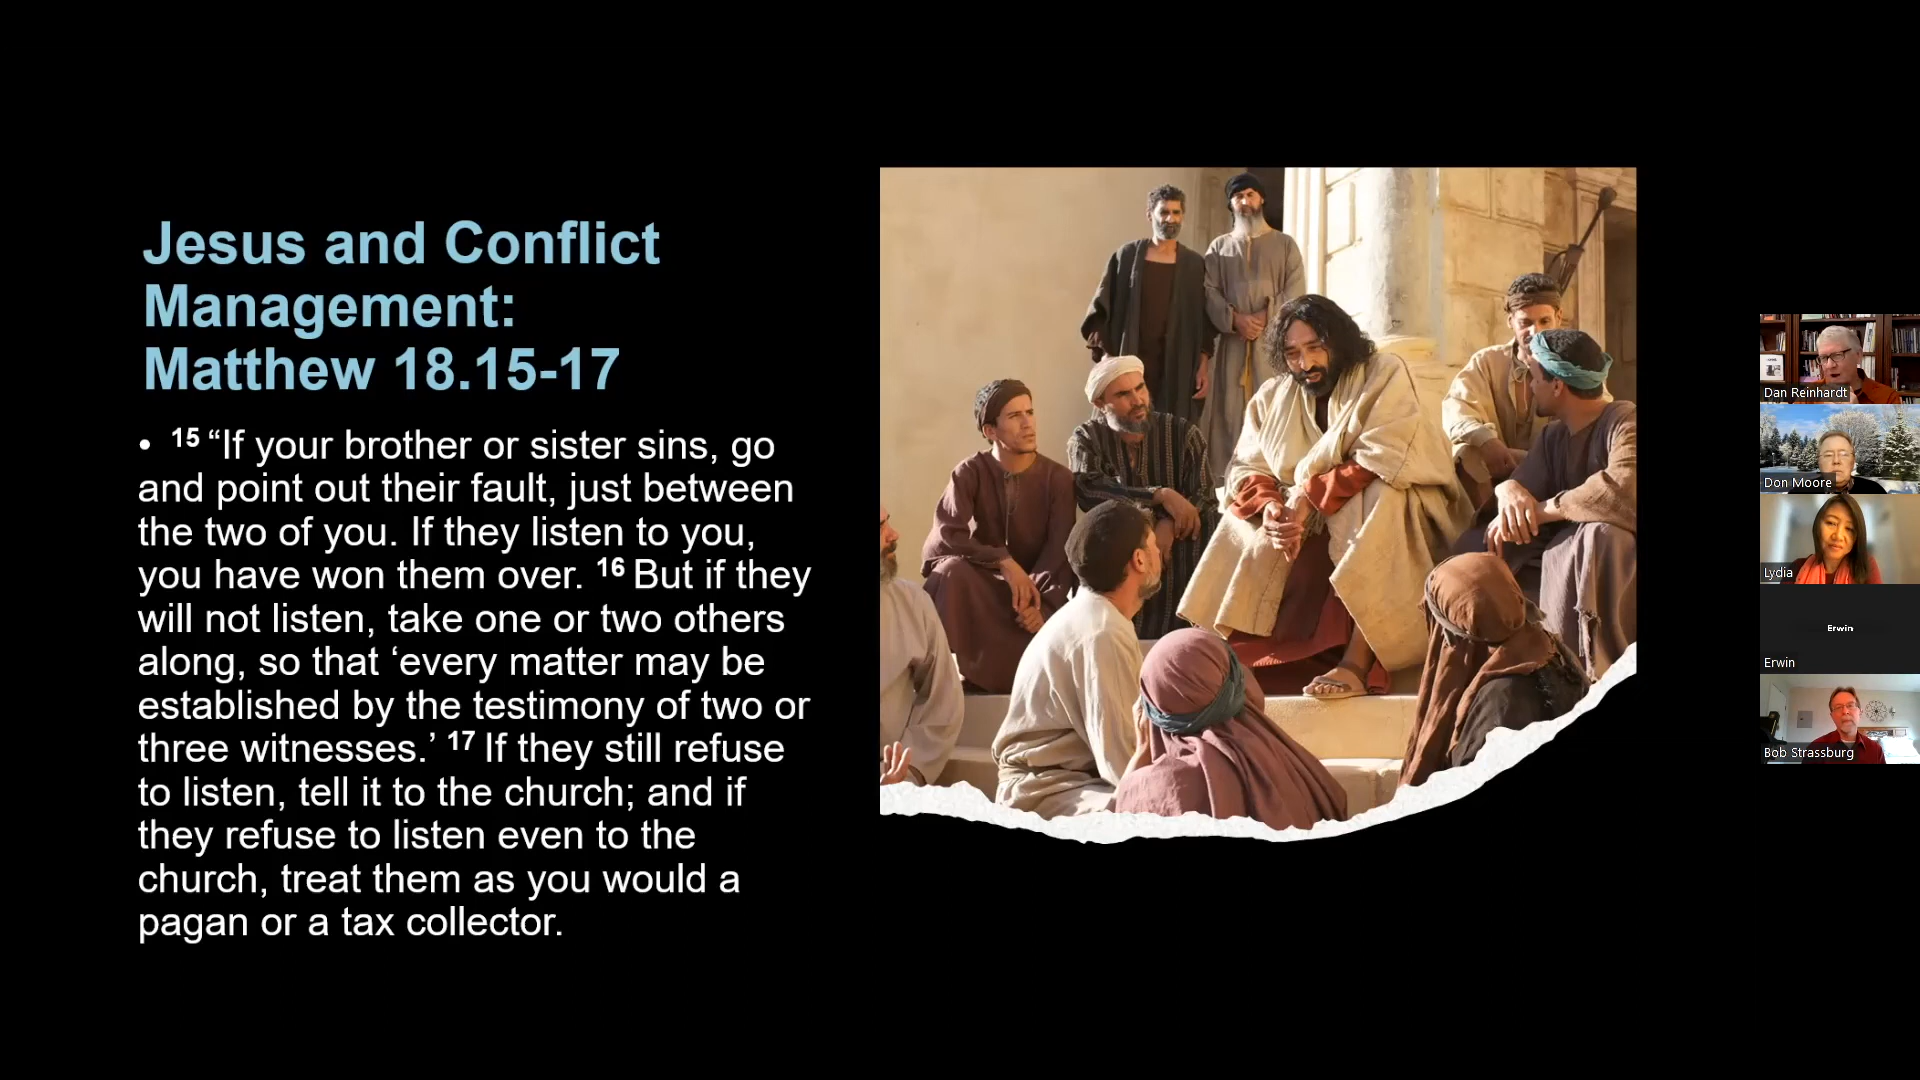 Jesus and Conflict
Management:
Matthew 18.15-17
• 15 “If your brother or sister sins, go
and point out their fault, just between
the two of you. If they listen to you,
you have won them over. 16 But if they
will not listen, take one or two others
along, so that ‘every matter may be
established by the testimony of two or
three witnesses.’ 17 If they still refuse
to listen, tell it to the church; and if
they refuse to listen even to the
church, treat them as you would a
pagan or a tax collector.
Dan Reinhardt
Don Moore
Lydia
Erwin
Erwin
Bob Strassburg